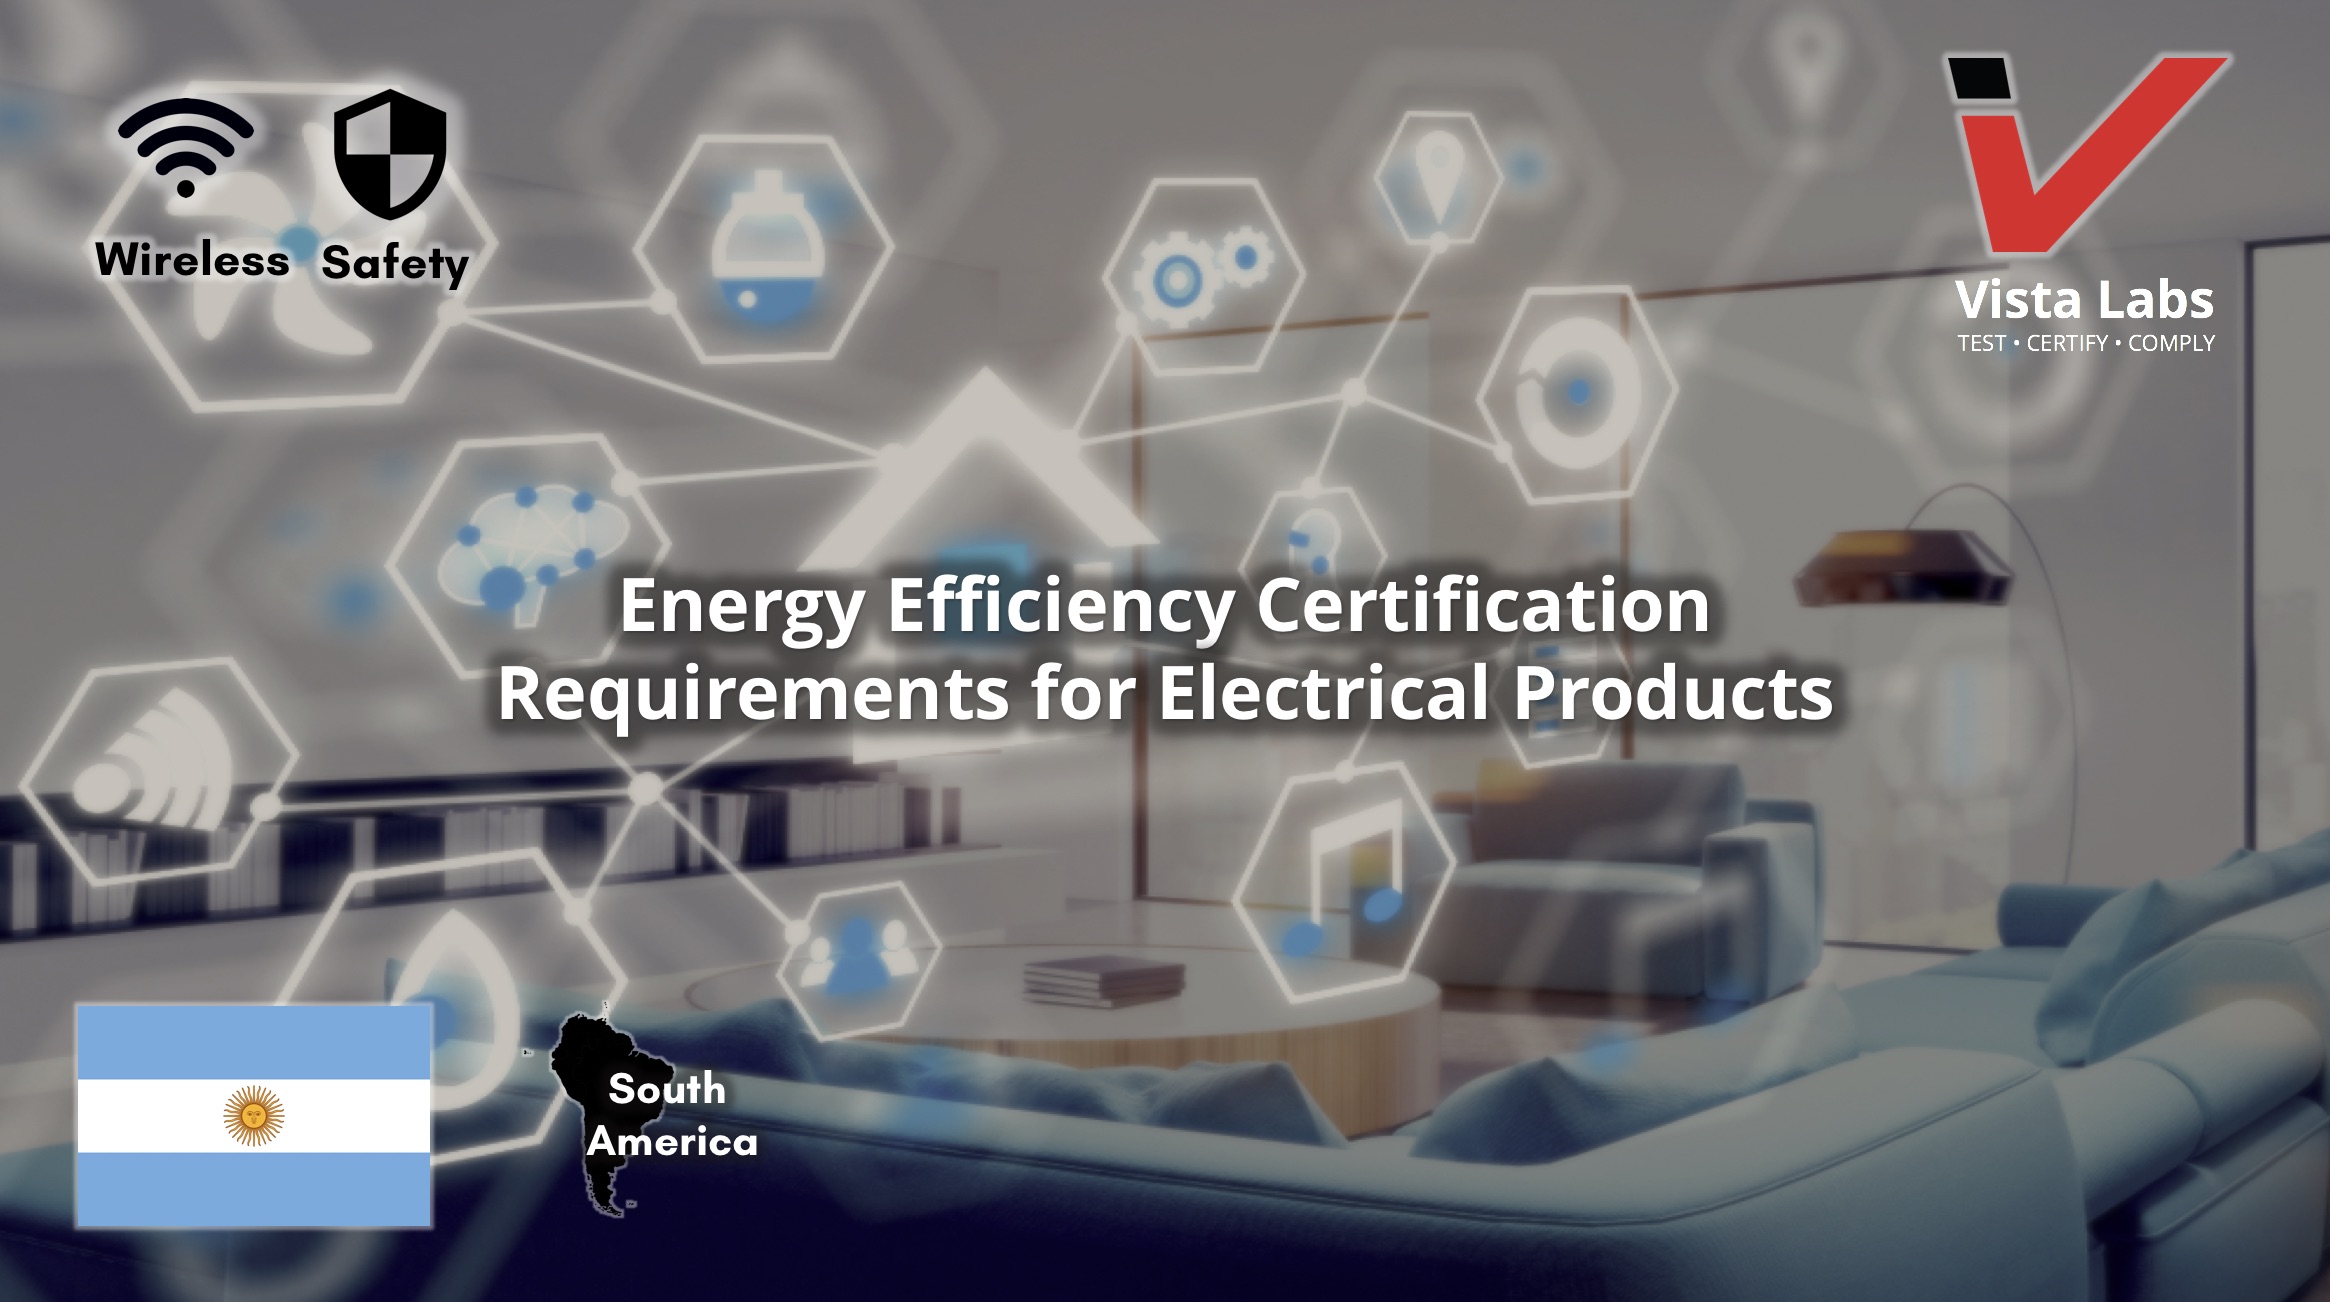 Wireless
Safety
Vista Labs
TEST • CERTIFY • COMPLY
Energy Efficiency Certification
Requirements for Electrical Products
South
America